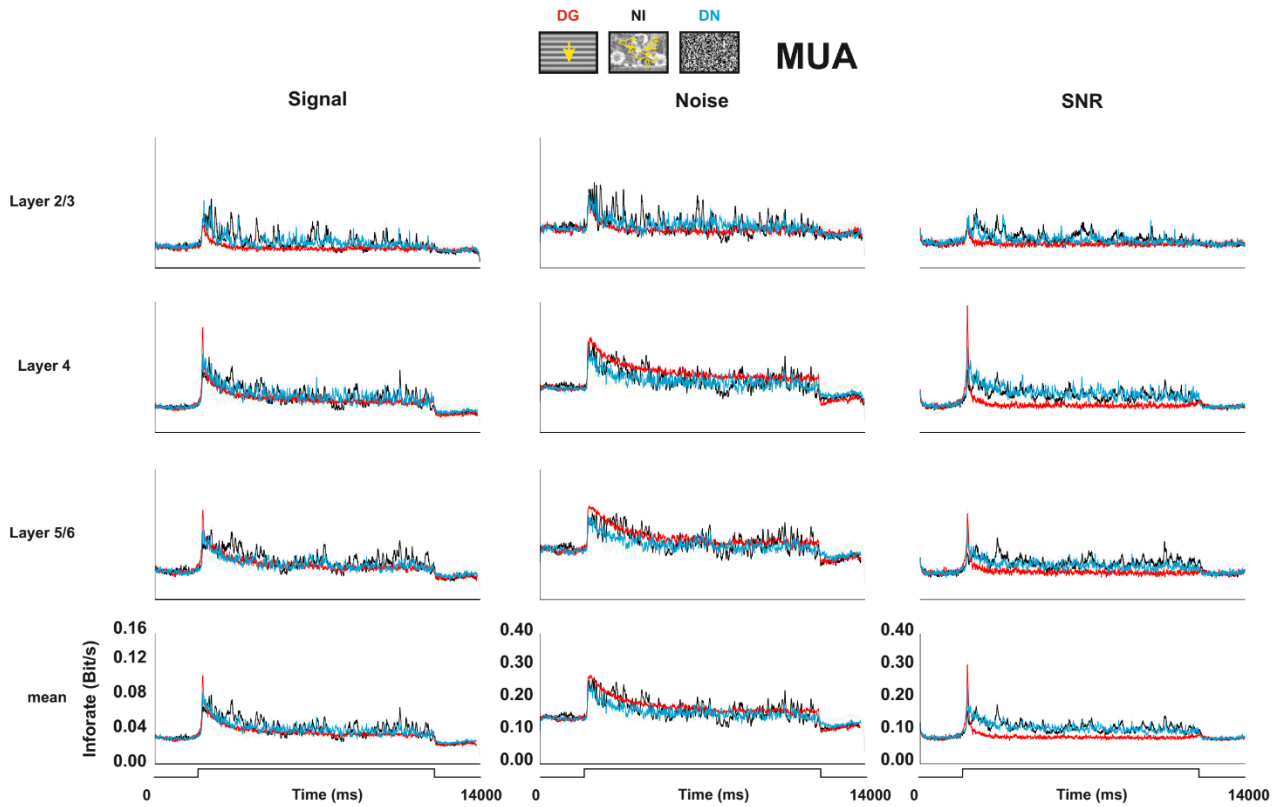 DG NI DN
MUA
Signal Noise SNR
Layer 2/3
Layer 4
Layer 5/6
mean
Inforate (Bit/s)
0.16 0.40 0.40
0.12 0.30 0.30
0.08 0.20 0.20
0.04 0.10 0.10
0.00 0.00 0.00
0 Time (ms) 14000 0 Time (ms) 14000 0 Time (ms) 14000